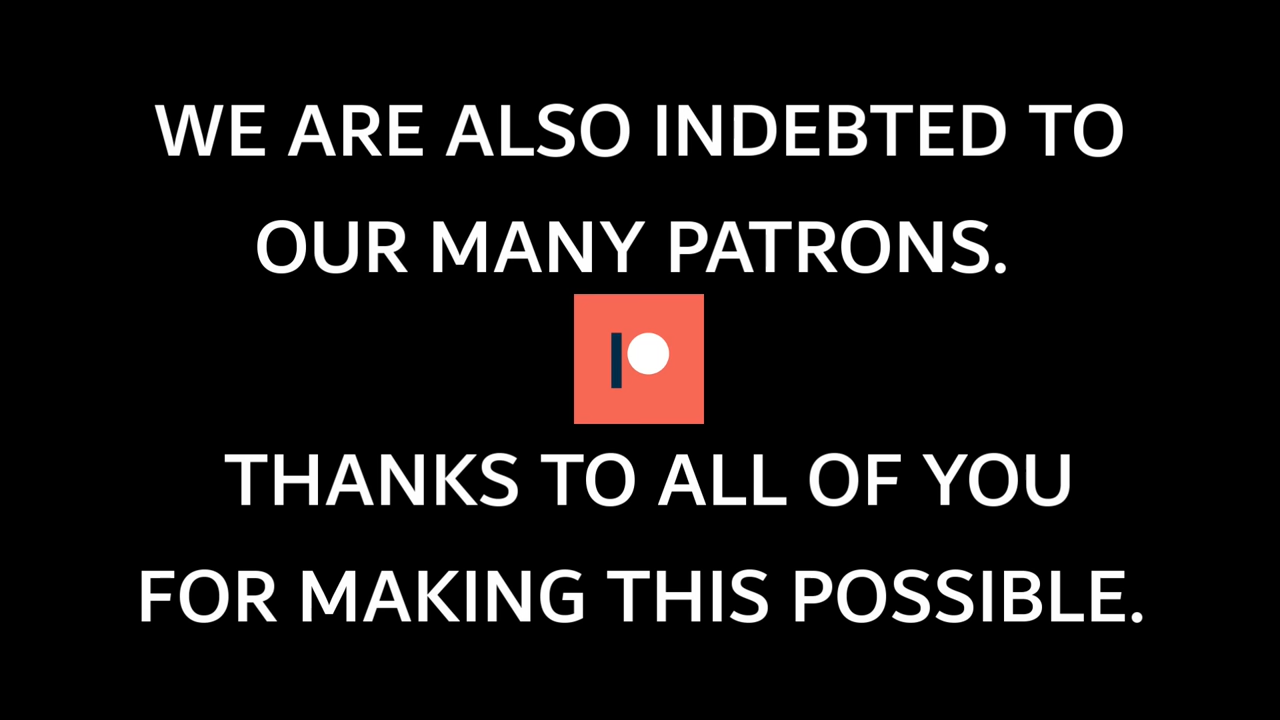 WE ARE ALSO INDEBTED TO
OUR MANY PATRONS.
THANKS TO ALL OF YOU
FOR MAKING THIS POSSIBLE.